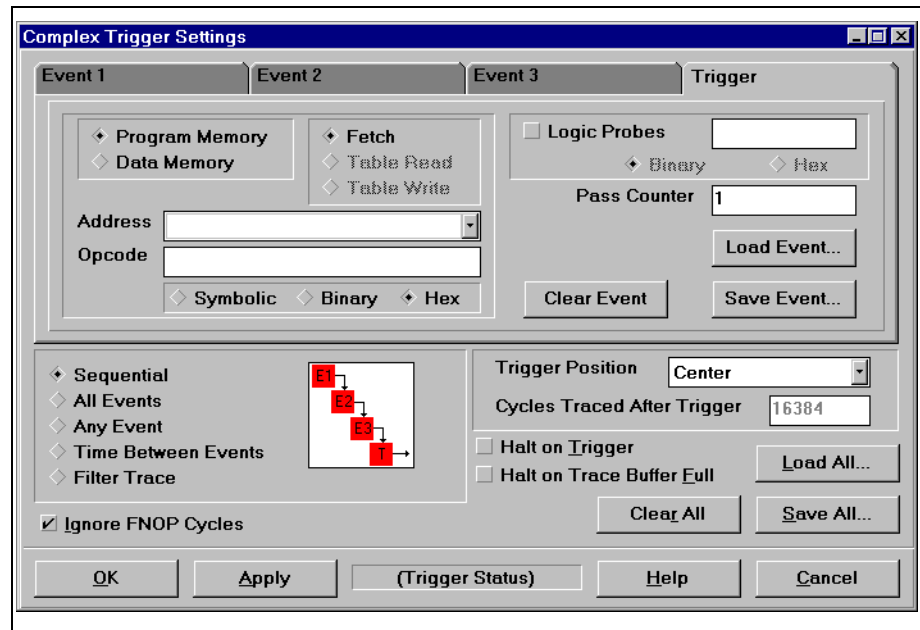 Complex Trigger Settings
Event 1 Event 2 Event 3 Trigger
Program Memory
Data Memory
Fetch
Table Read
Table Write
Address
Opcode
Symbolic Binary Hex
Logic Probes
Binary Hex
Pass Counter 1
Load Event...
Clear Event Save Event...
Sequential
All Events
Any Event
Time Between Events
Filter Trace
E1
E2
E3
T
Ignore FNOP Cycles
Trigger Position Center
Cycles Traced After Trigger 16384
Halt on Trigger
Halt on Trace Buffer Full
Load All...
Clear All Save All...
OK Apply (Trigger Status) Help Cancel